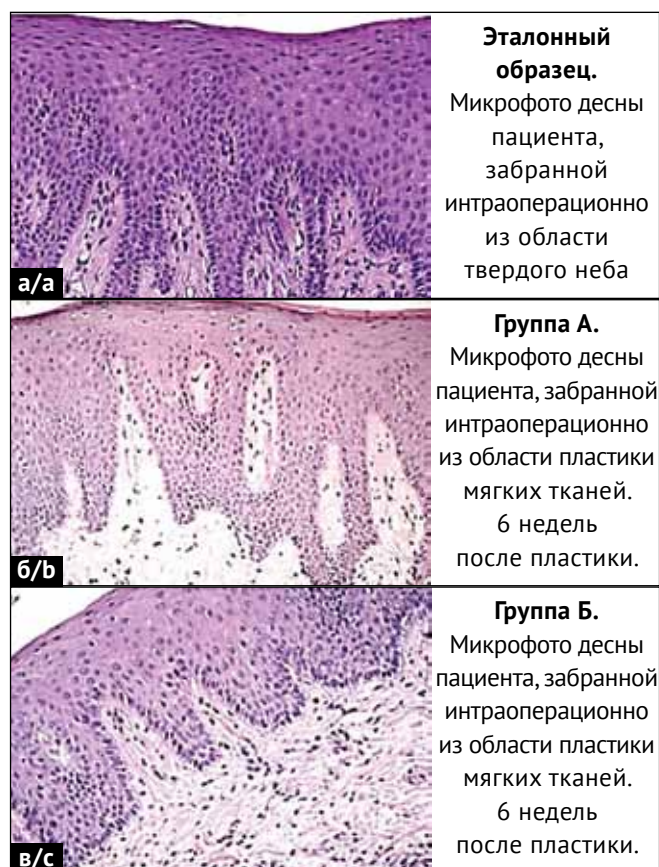 Эталонный
образец.
Микрофото десны
пациента,
забранной
интраоперационно
из области
твердого неба
а/a
Группа А.
Микрофото десны
пациента, забранной
интраоперационно
из области пластики
мягких тканей.
6 недель
после пластики.
б/b
Группа Б.
Микрофото десны
пациента, забранной
интраоперационно
из области пластики
мягких тканей.
6 недель
после пластики.
в/c